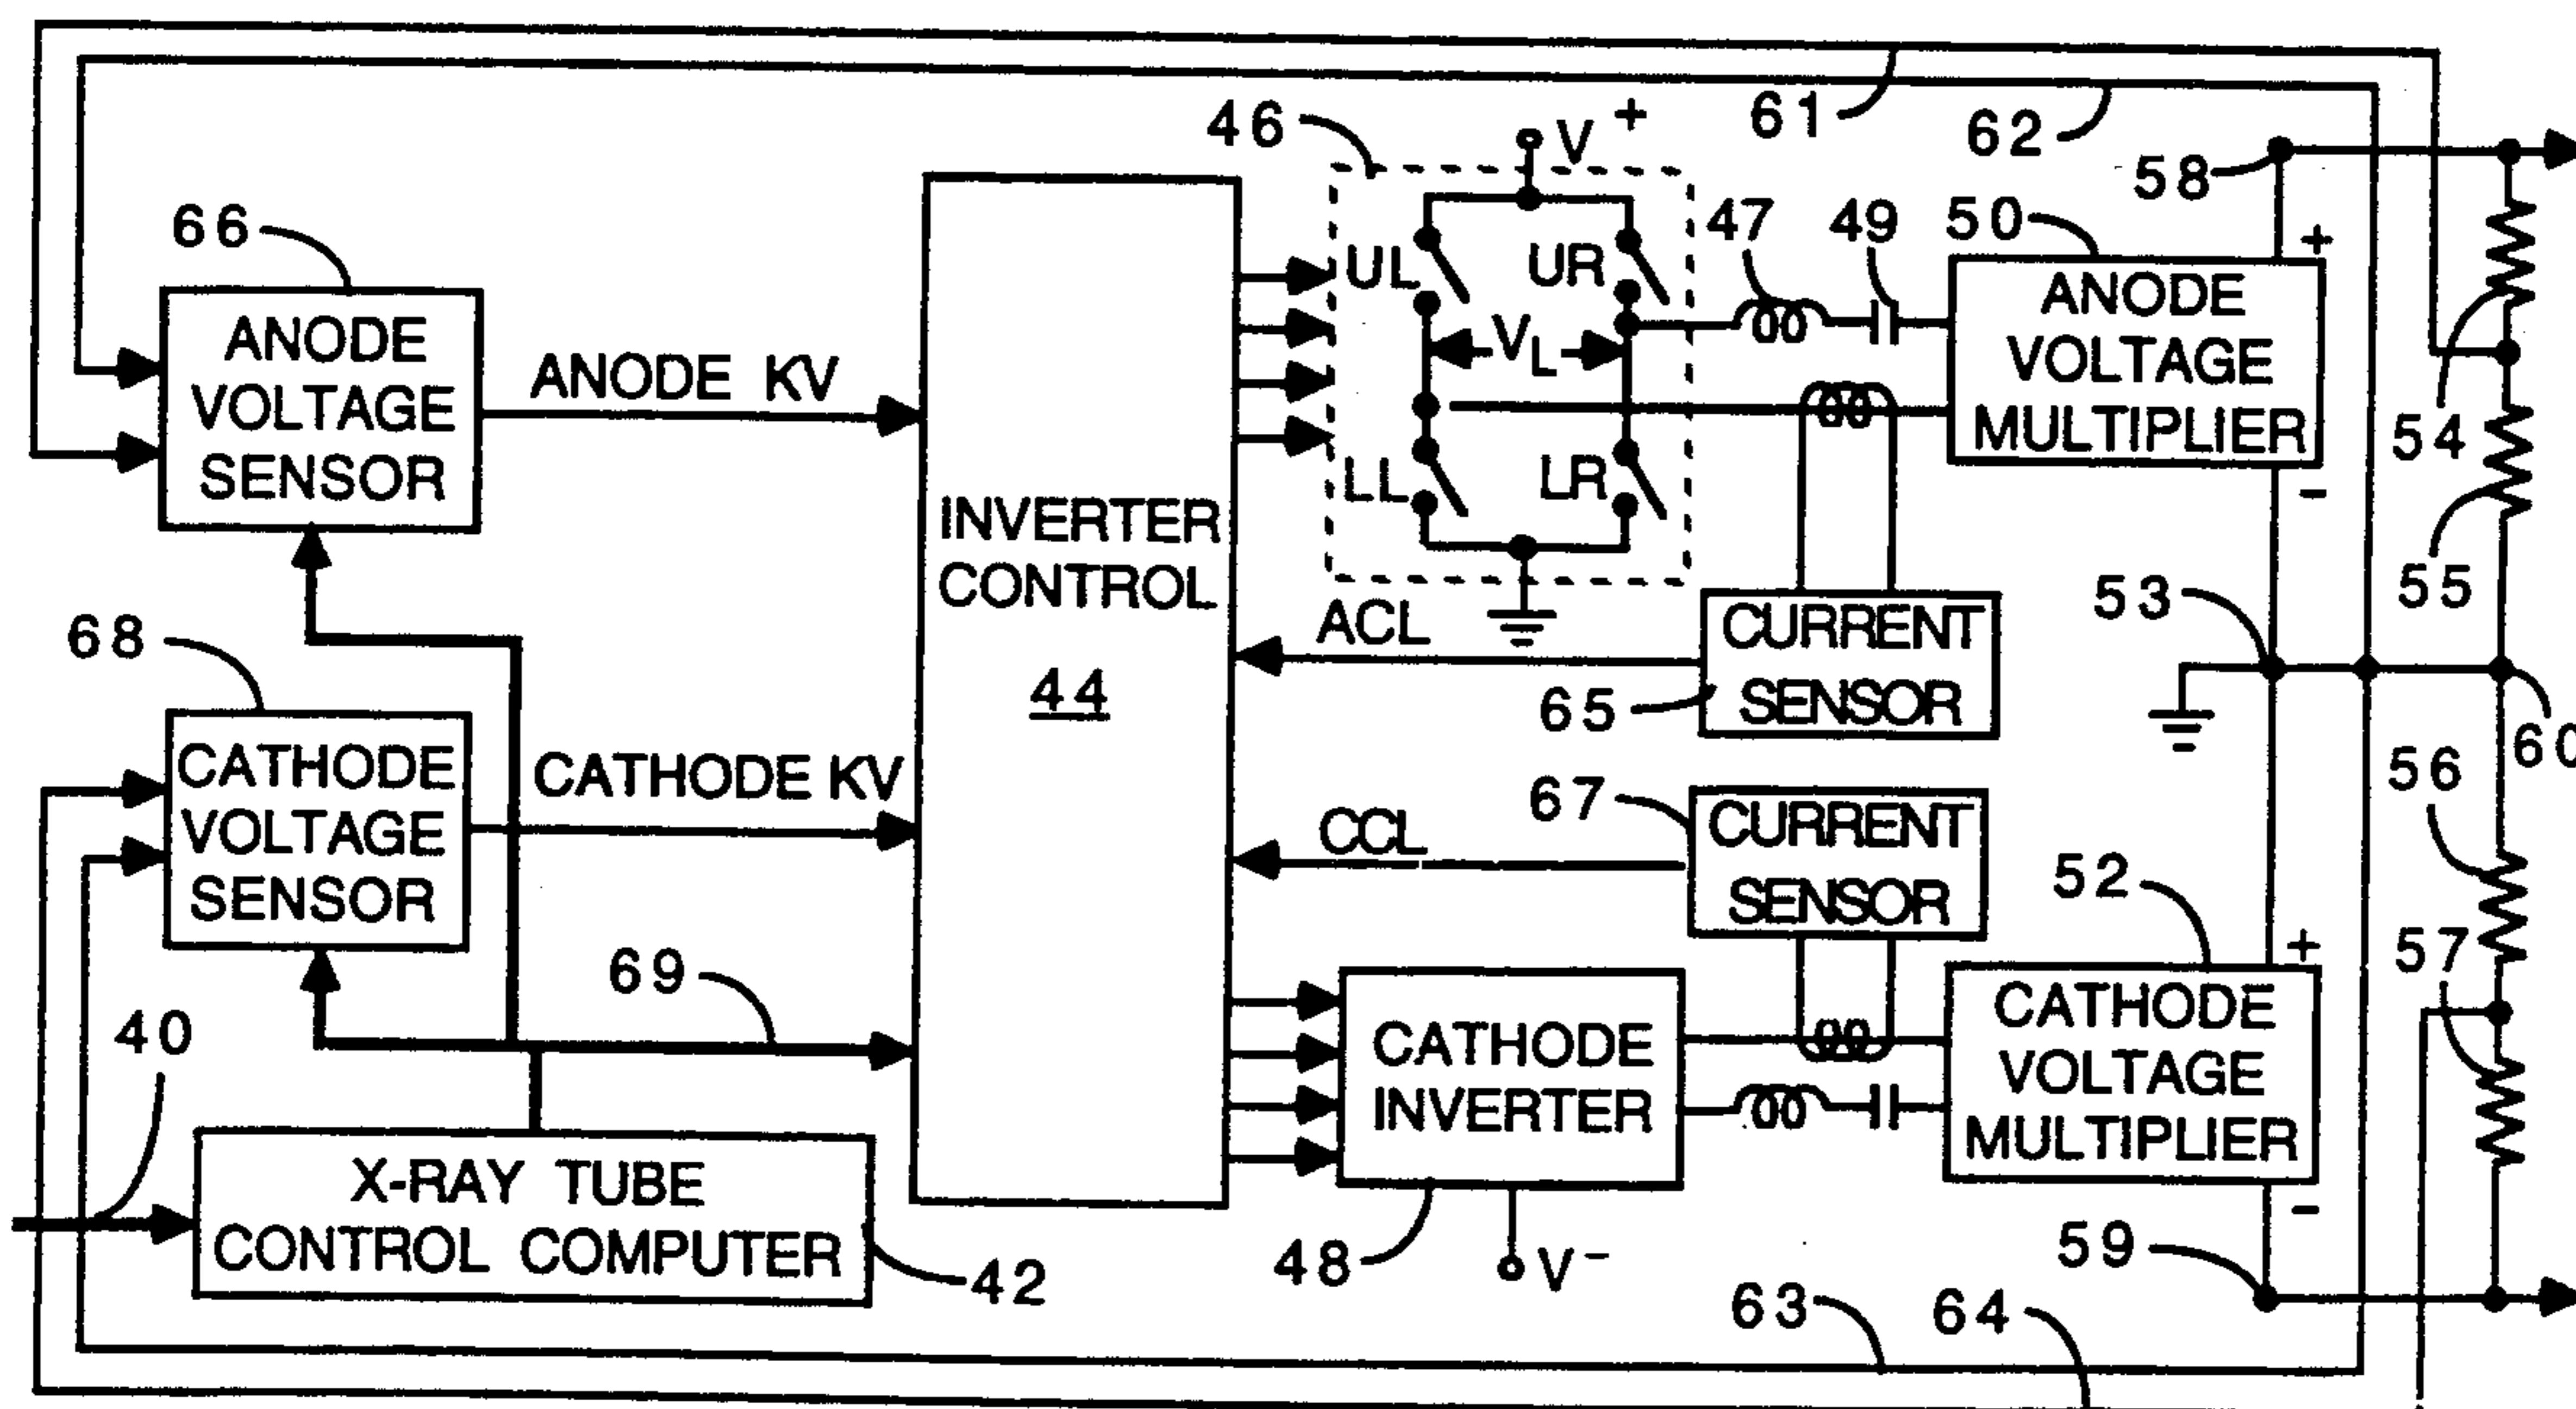 61
62
46
V +
58
66
47
49
50
+
UL
UR
ANODE
VOLTAGE
SENSOR
ANODE KV
VL
ANODE
VOLTAGE
MULTIPLIER
-
54
LL
LR
INVERTER
CONTROL
44
55
53
ACL
CURRENT
SENSOR
65
68
60
CATHODE
VOLTAGE
SENSOR
CATHODE KV
67
CURRENT
SENSOR
CCL
56
52
57
+
69
40
CATHODE
INVERTER
CATHODE
VOLTAGE
MULTIPLIER
-
X-RAY TUBE
CONTROL COMPUTER
42
48
V -
59
63
64